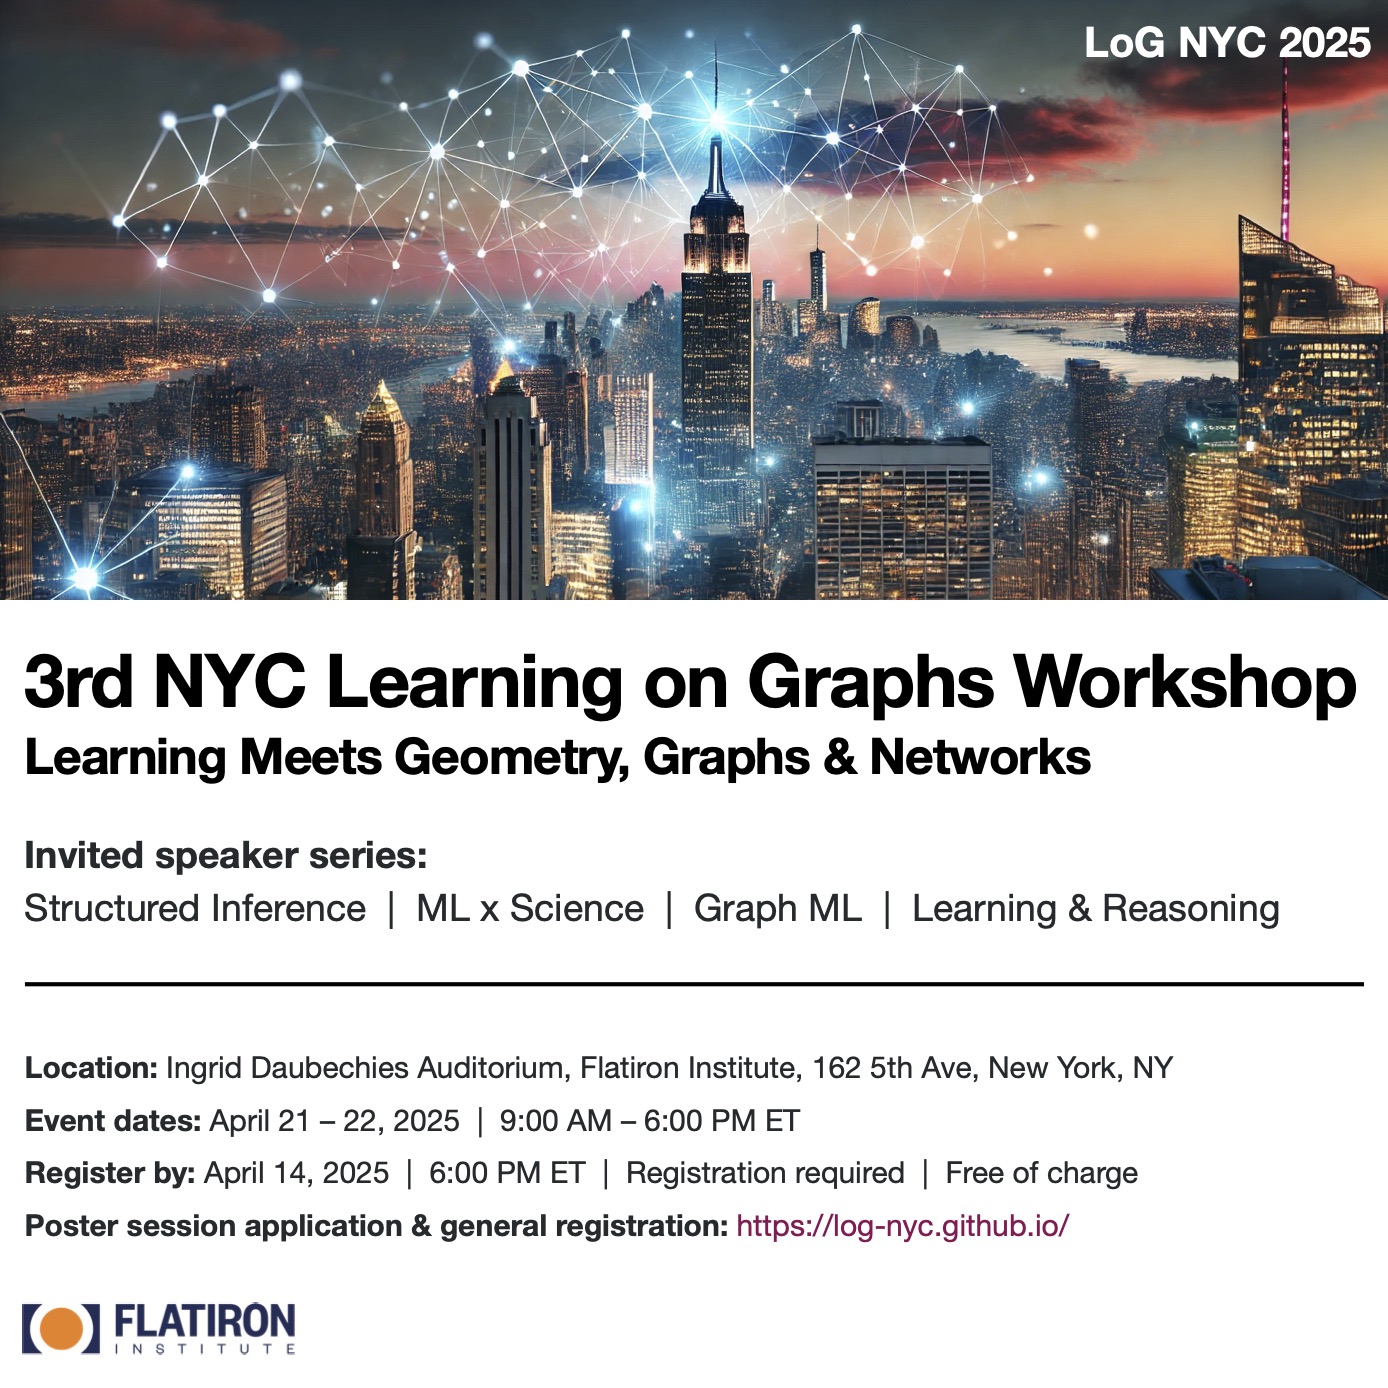 LoG NYC 2025
3rd NYC Learning on Graphs Workshop
Learning Meets Geometry, Graphs & Networks
Invited speaker series:
Structured Inference | ML x Science | Graph ML | Learning & Reasoning
Location: Ingrid Daubechies Auditorium, Flatiron Institute, 162 5th Ave, New York, NY
Event dates: April 21 – 22, 2025 | 9:00 AM – 6:00 PM ET
Register by: April 14, 2025 | 6:00 PM ET | Registration required | Free of charge
Poster session application & general registration: https://log-nyc.github.io/
FLATIRON
INSTITUTE